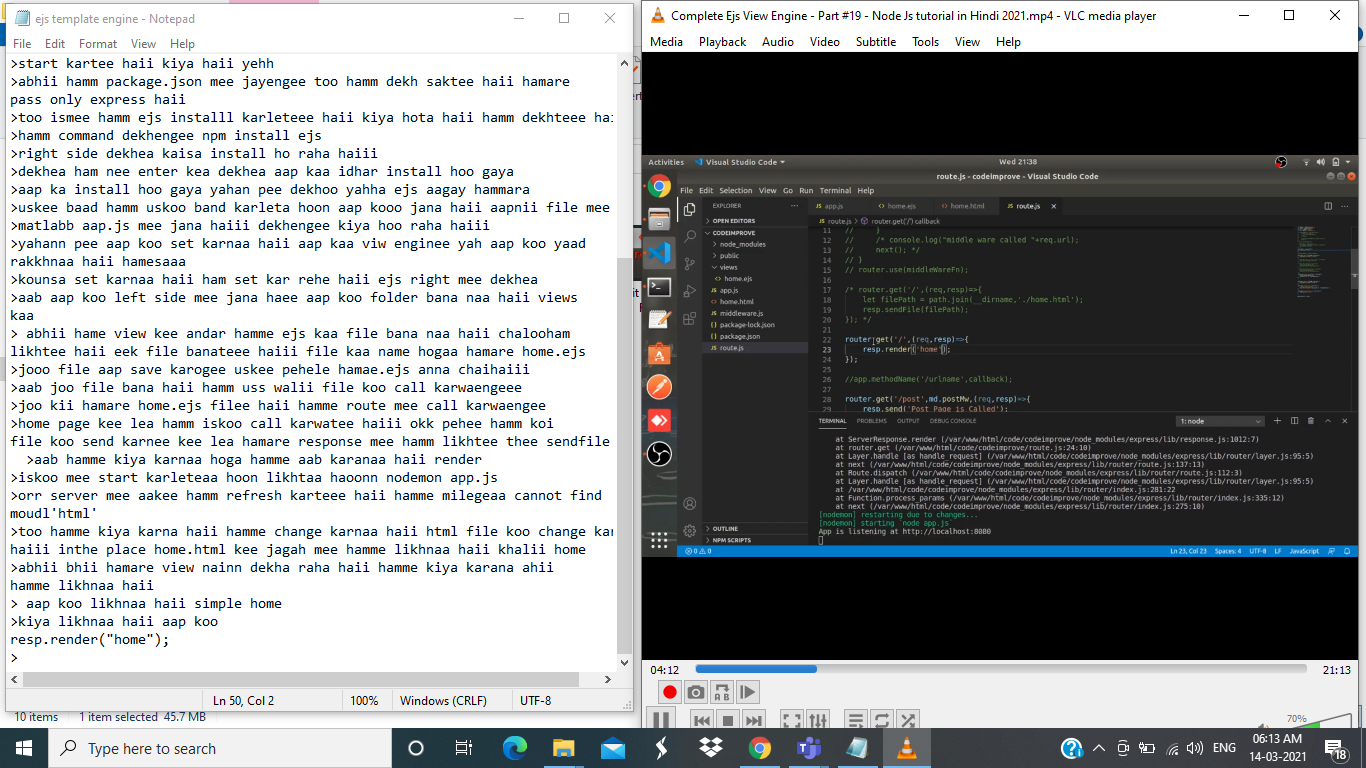 ejs template engine - Notepad
File Edit Format View Help
>start kartee haii kiya haii yehh
>abhii hamm package.json mee jayengee too hamm dekh saktee haii hamare
pass only express haii
>too ismee hamm ejs installl karleteee haii kiya hota haii hamm dekhteee hai
>hamm command dekhengee npm install ejs
>right side dekhea kaisa install ho raha haiii
>dekhea ham nee enter kea dekhea aap kaa idhar install hoo gaya
>aap ka install hoo gaya yahan pee dekhoo yahha ejs aagay hammara
>uskee baad hamm uskoo band karleta hoon aap kooo jana haii aapnii file mee
>matlabb aap.js mee jana haiii dekhengee kiya hoo raha haiii
>yahann pee aap koo set karnaa haii aap kaa viw enginee yah aap koo yaad
rakkhnaa haii hamesaaa
>kounsa set karnaa haii ham set kar rehe haii ejs right mee dekhea
>aab aap koo left side mee jana haee aap koo folder bana naa haii views
kaa
> abhii hame view kee andar hamme ejs kaa file bana naa haii chalooham
likhtee haii eek file banateee haiii file kaa name hogaa hamare home.ejs
>jooo file aap save karogee uskee pehele hamae.ejs anna chaihaiii
>aab joo file bana haii hamm uss walii file koo call karwaengeee
>joo kii hamare home.ejs filee haii hamme route mee call karwaengee
>home page kee lea hamm iskoo call karwatee haiii okk pehee hamm koi
file koo send karnee kee lea hamare response mee hamm likhtee thee sendfile
>aab hamme kiya karnaa hoga hamme aab karanaa haii render
>iskoo mee start karleteaa hoon likhtaa haoonn nodemon app.js
>orr server mee aakee hamm refresh karteee haii hamme milegeaa cannot find
moudl'html'
>too hamme kiya karna haii hamme change karnaa haii html file koo change kar
haiii inthe place home.html kee jagah mee hamme likhnaa haii khalii home
>abhii bhii hamare view nainn dekha raha haii hamme kiya karana ahii
hamme likhnaa haii
> aap koo likhnaa haii simple home
>kiya likhnaa haii aap koo
resp.render("home");
>
Ln 50, Col 2 100% Windows (CRLF) UTF-8
10 items 1 item selected 45.7 MB
Complete Ejs View Engine - Part #19 - Node Js tutorial in Hindi 2021.mp4 - VLC media player
Media Playback Audio Video Subtitle Tools View Help
Activities Visual Studio Code Wed 21:38
route.js - codeimprove - Visual Studio Code
File Edit Selection View Go Run Terminal Help
EXPLORER
OPEN EDITORS
CODEIMPROVE
node_modules
public
views
home.ejs
app.js
home.html
middleware.js
package-lock.json
package.json
route.js
OUTLINE
NPM SCRIPTS
app.js home.ejs home.html route.js
route.js router.get('/') callback
11 // }
12 // /* console.log("middle ware called "+req.url);
13 // next(); */
14 // }
15 // router.use(middleWareFn);
16
17 /* router.get('/',(req,resp)=>{
18 let filePath = path.join(__dirname,'./home.html');
19 resp.sendFile(filePath);
20 }); */
21
22 router.get('/',(req,resp)=>{
23 resp.render('home');
24 });
25
26 //app.methodName('/urlname',callback);
27
28 router.get('/post',md.postMw,(req,resp)=>{
29 resp.send('Post Page is Called');
TERMINAL PROBLEMS OUTPUT DEBUG CONSOLE 1: node
at ServerResponse.render (/var/www/html/code/codeimprove/node_modules/express/lib/response.js:1012:7)
at router.get (/var/www/html/code/codeimprove/route.js:24:10)
at Layer.handle [as handle_request] (/var/www/html/code/codeimprove/node_modules/express/lib/router/layer.js:95:5)
at next (/var/www/html/code/codeimprove/node_modules/express/lib/router/route.js:137:13)
at Route.dispatch (/var/www/html/code/codeimprove/node_modules/express/lib/router/route.js:112:3)
at Layer.handle [as handle_request] (/var/www/html/code/codeimprove/node_modules/express/lib/router/layer.js:95:5)
at /var/www/html/code/codeimprove/node_modules/express/lib/router/index.js:281:22
at Function.process_params (/var/www/html/code/codeimprove/node_modules/express/lib/router/index.js:335:12)
at next (/var/www/html/code/codeimprove/node_modules/express/lib/router/index.js:275:10)
[nodemon] restarting due to changes...
[nodemon] starting `node app.js`
App is listening at http://localhost:8080
0 0 Ln 23, Col 23 Spaces: 4 UTF-8 LF JavaScript
04:12 21:13
70%
Type here to search
ENG 06:13 AM
14-03-2021
18